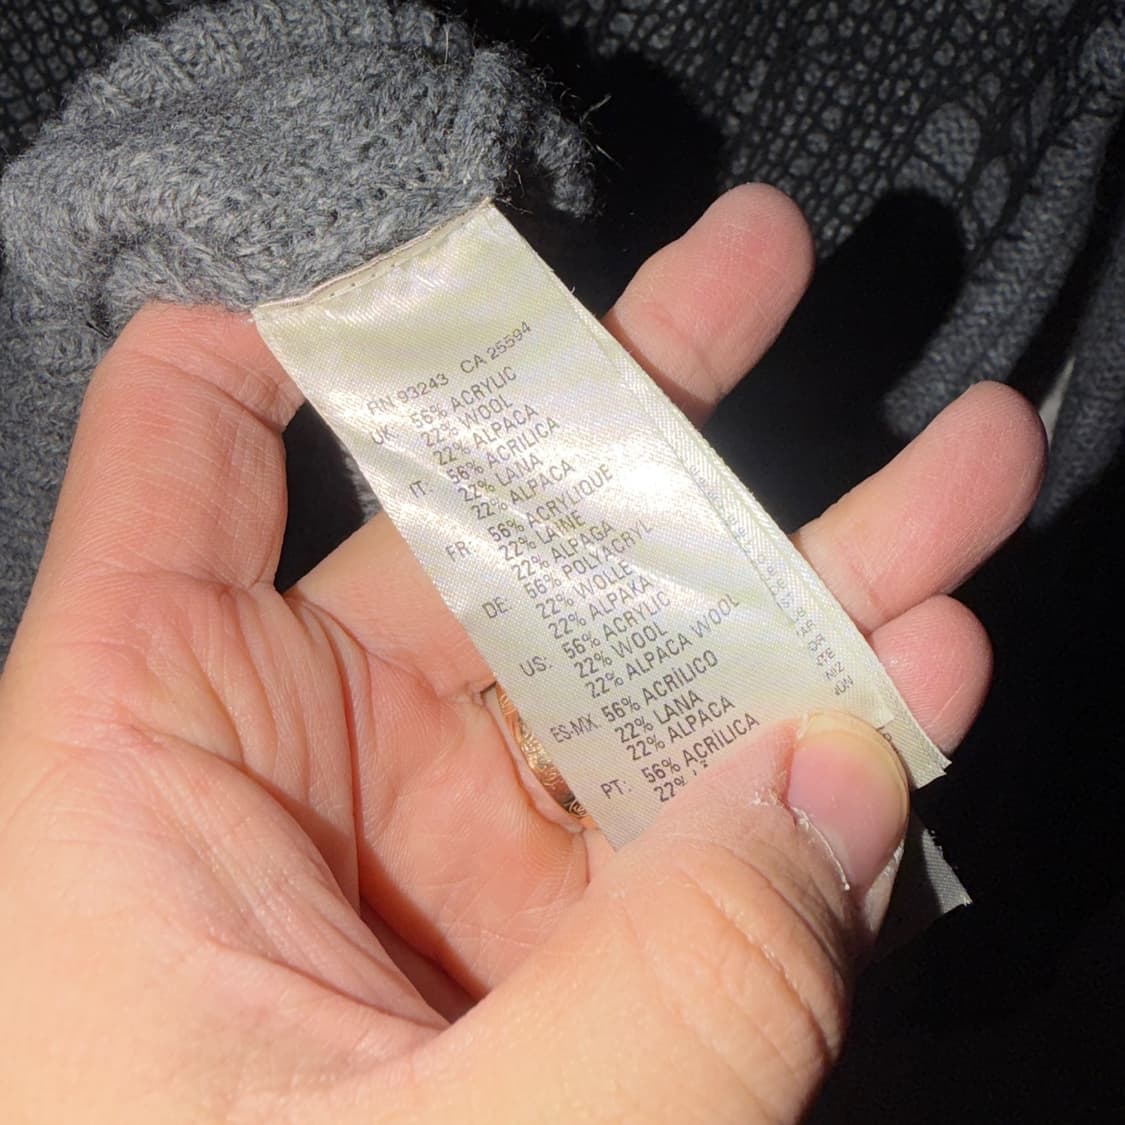 RN 93243 CA 25594
UK: 56% ACRYLIC
22% WOOL
22% ALPACA
IT: 56% ACRILICA
22% LANA
22% ALPACA
FR: 56% ACRYLIQUE
22% LAINE
22% ALPAGA
DE: 56% POLYACRYL
22% WOLLE
22% ALPAKA
US: 56% ACRYLIC
22% WOOL
22% ALPACA WOOL
ES-MX 56% ACRÍLICO
22% LANA
22% ALPACA
PT: 56% ACRÍLICA
22%